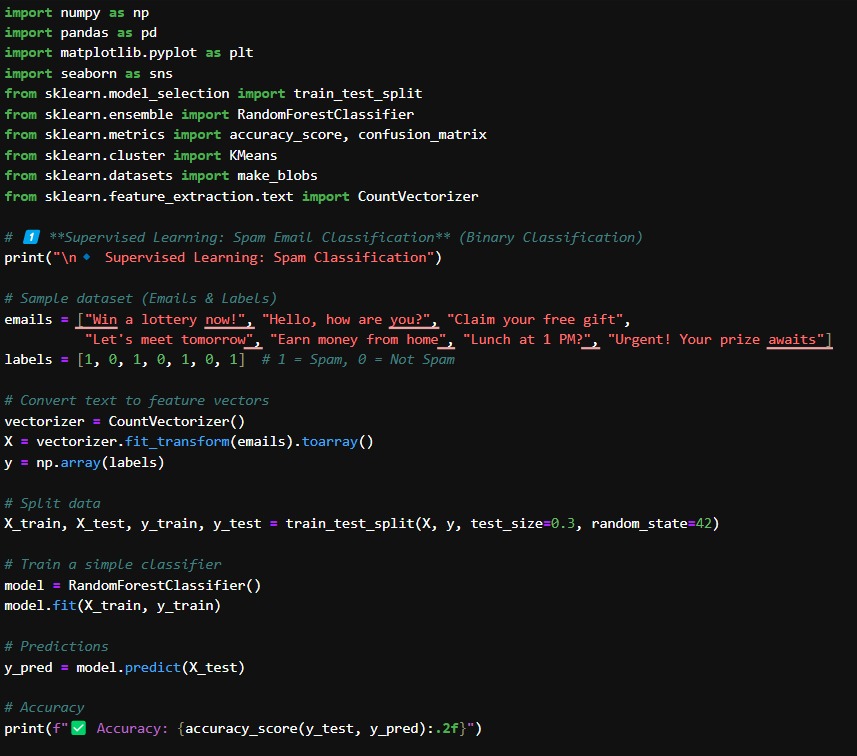 import numpy as np
import pandas as pd
import matplotlib.pyplot as plt
import seaborn as sns
from sklearn.model_selection import train_test_split
from sklearn.ensemble import RandomForestClassifier
from sklearn.metrics import accuracy_score, confusion_matrix
from sklearn.cluster import KMeans
from sklearn.datasets import make_blobs
from sklearn.feature_extraction.text import CountVectorizer
# 1️⃣ **Supervised Learning: Spam Email Classification** (Binary Classification)
print("\n🔹 Supervised Learning: Spam Classification")
# Sample dataset (Emails & Labels)
emails = ["Win a lottery now!", "Hello, how are you?", "Claim your free gift",
"Let's meet tomorrow", "Earn money from home", "Lunch at 1 PM?", "Urgent! Your prize awaits"]
labels = [1, 0, 1, 0, 1, 0, 1]  # 1 = Spam, 0 = Not Spam
# Convert text to feature vectors
vectorizer = CountVectorizer()
X = vectorizer.fit_transform(emails).toarray()
y = np.array(labels)
# Split data
X_train, X_test, y_train, y_test = train_test_split(X, y, test_size=0.3, random_state=42)
# Train a simple classifier
model = RandomForestClassifier()
model.fit(X_train, y_train)
# Predictions
y_pred = model.predict(X_test)
# Accuracy
print(f"✅ Accuracy: {accuracy_score(y_test, y_pred):.2f}")